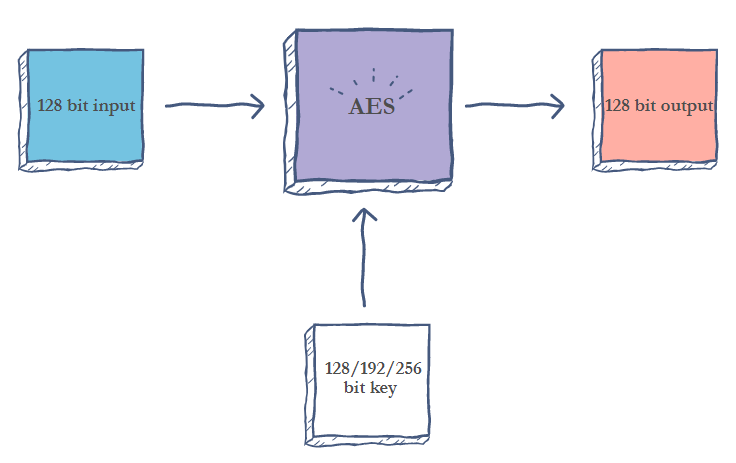 128 bit input
AES
128 bit output
128/192/256
bit key